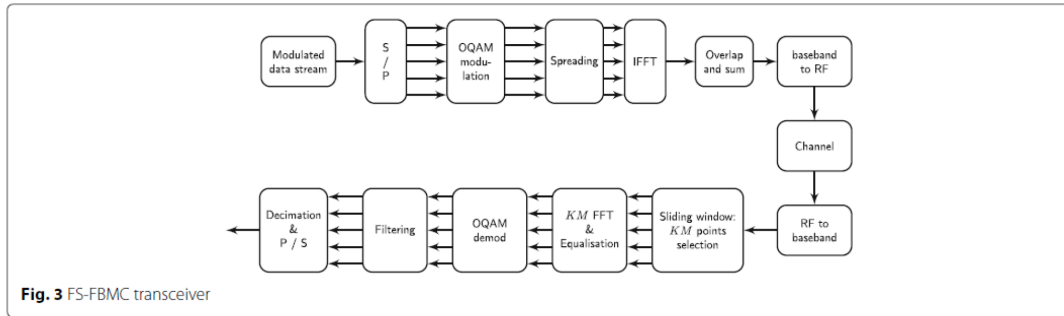 Modulated
data stream
S
/
P
OQAM
modu-
lation
Spreading
IFFT
Overlap
and sum
baseband
to RF
Channel
RF to
baseband
Sliding window:
KM points
selection
KM FFT
&
Equalisation
OQAM
demod
Filtering
Decimation
&
P / S
Fig. 3 FS-FBMC transceiver